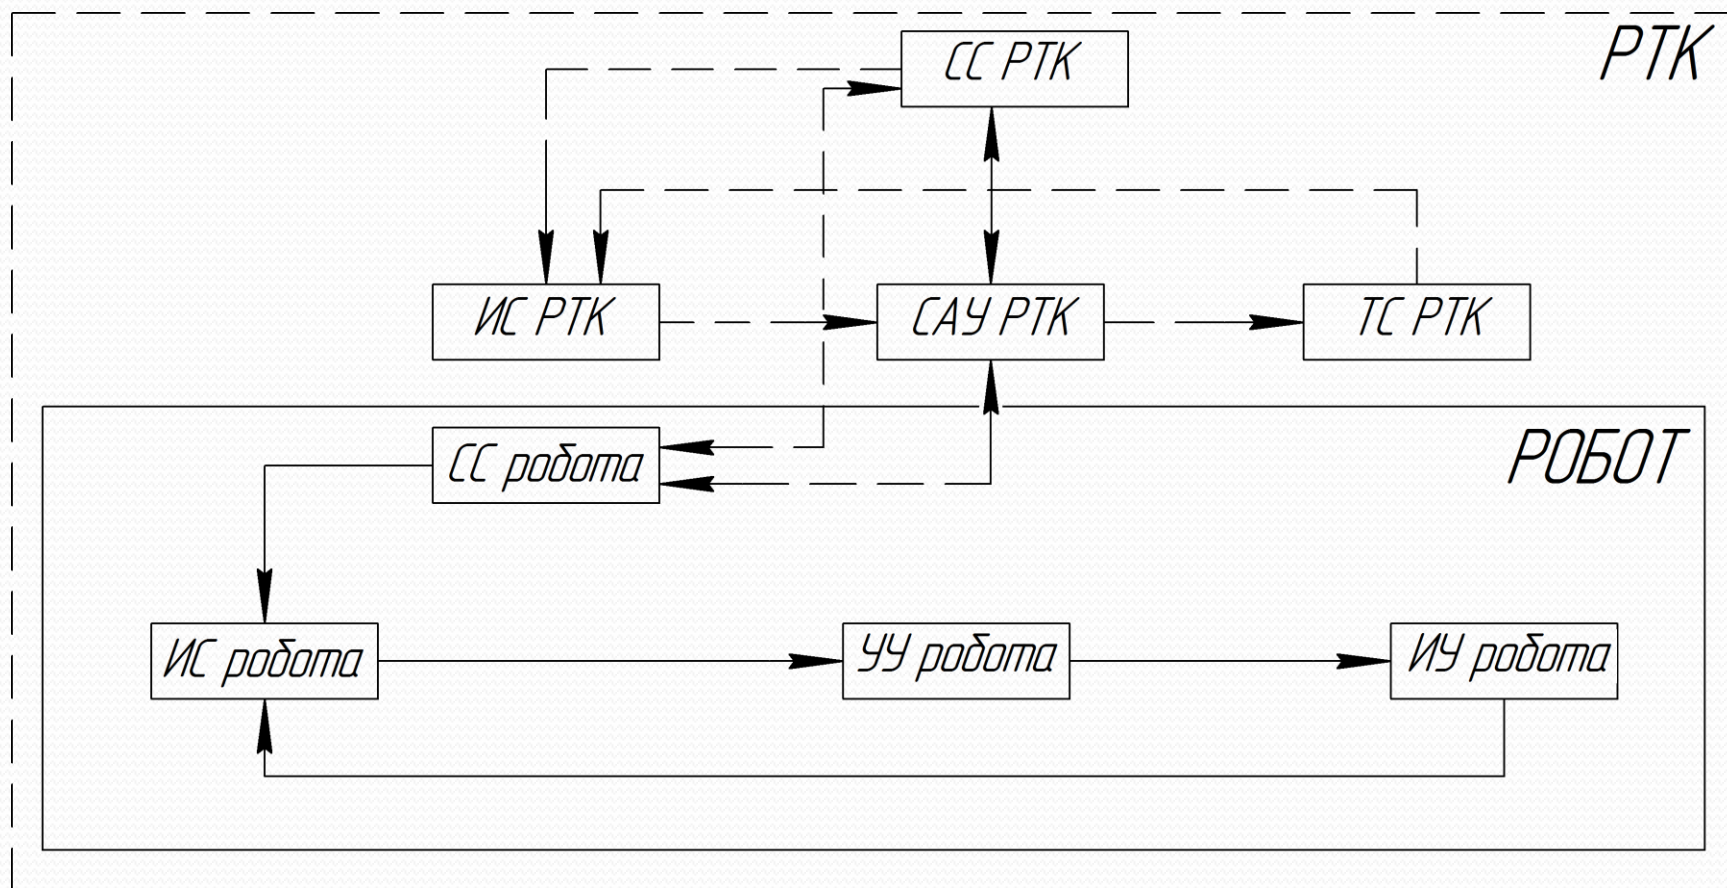 РТК
СС РТК
ИС РТК
САУ РТК
ТС РТК
РОБОТ
СС робота
ИС робота
УУ робота
ИУ робота